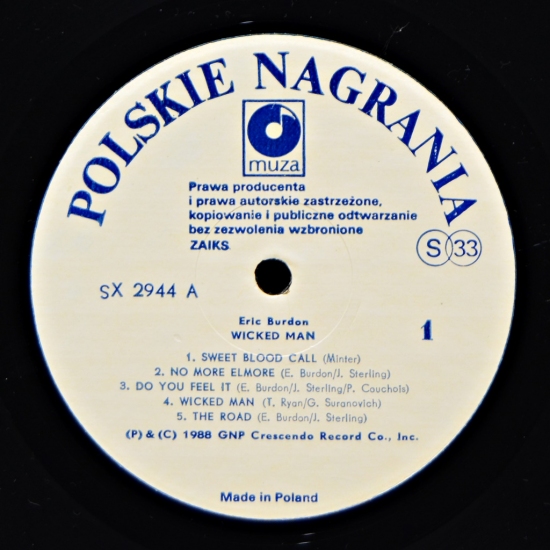 POLSKIE NAGRANIA
muza
Prawa producenta
i prawa autorskie zastrzeżone,
kopiowanie i publiczne odtwarzanie
bez zezwolenia wzbronione
ZAIKS
S 33
SX 2944 A
1
Eric Burdon
WICKED MAN
1. SWEET BLOOD CALL (Minter)
2. NO MORE ELMORE (E. Burdon/J. Sterling)
3. DO YOU FEEL IT (E. Burdon/J. Sterling/P. Couchois)
4. WICKED MAN (T. Ryan/G. Suranovich)
5. THE ROAD (E. Burdon/J. Sterling)
(P) & (C) 1988 GNP Crescendo Record Co., Inc.
Made in Poland